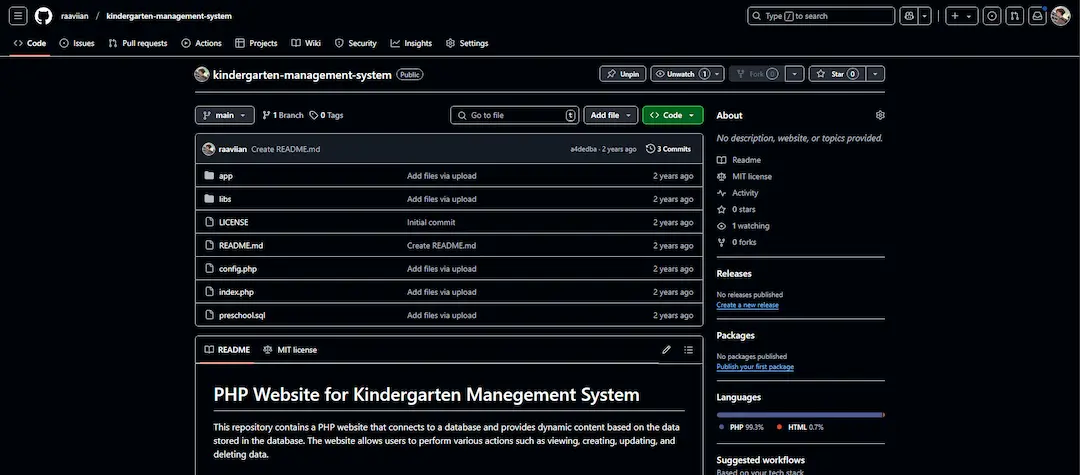 raaviian / kindergarten-management-system
Type / to search
Code Issues Pull requests Actions Projects Wiki Security Insights Settings
kindergarten-management-system Public
Unpin Unwatch 1 Fork 0 Star 0
main 1 Branch 0 Tags Go to file t Add file Code
raaviian Create README.md a4dedba · 2 years ago 3 Commits
app Add files via upload 2 years ago
libs Add files via upload 2 years ago
LICENSE Initial commit 2 years ago
README.md Create README.md 2 years ago
config.php Add files via upload 2 years ago
index.php Add files via upload 2 years ago
preschool.sql Add files via upload 2 years ago
README MIT license
PHP Website for Kindergarten Manegement System
This repository contains a PHP website that connects to a database and provides dynamic content based on the data
stored in the database. The website allows users to perform various actions such as viewing, creating, updating, and
deleting data.
About
No description, website, or topics provided.
Readme
MIT license
Activity
0 stars
1 watching
0 forks
Releases
No releases published
Create a new release
Packages
No packages published
Publish your first package
Languages
PHP 99.3% HTML 0.7%
Suggested workflows
Based on your tech stack